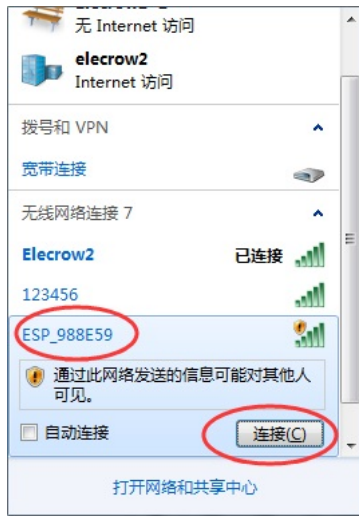 无 Internet 访问
elecrow2
Internet 访问
拨号和 VPN
宽带连接
无线网络连接 7
Elecrow2 已连接
123456
ESP_988E59
通过此网络发送的信息可能对其他人
可见。
自动连接 连接(C)
打开网络和共享中心